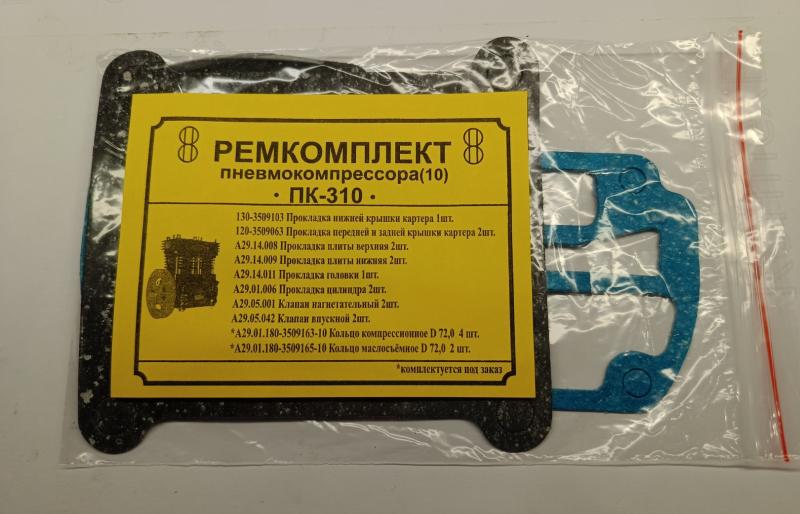 РЕМКОМПЛЕКТ
пневмокомпрессора(10)
· ПК-310 ·
130-3509103 Прокладка нижней крышки картера 1шт.
120-3509063 Прокладка передней и задней крышки картера 2шт.
А29.14.008 Прокладка плиты верхняя 2шт.
А29.14.009 Прокладка плиты нижняя 2шт.
А29.14.011 Прокладка головки 1шт.
А29.01.006 Прокладка цилиндра 2шт.
А29.05.001 Клапан нагнетательный 2шт.
А29.05.042 Клапан впускной 2шт.
*А29.01.180-3509163-10 Кольцо компрессионное D 72,0 4 шт.
*А29.01.180-3509165-10 Кольцо маслосъёмное D 72,0 2 шт.
*комплектуется под заказ